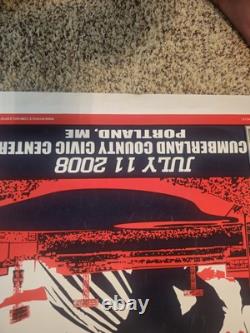 JULY 11 2008
CUMBERLAND COUNTY CIVIC CENTER
PORTLAND, ME